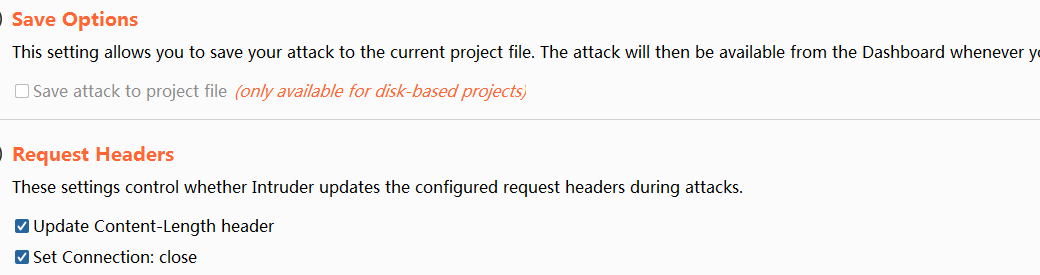 Save Options
This setting allows you to save your attack to the current project file. The attack will then be available from the Dashboard whenever
Save attack to project file (only available for disk-based projects)
Request Headers
These settings control whether Intruder updates the configured request headers during attacks.
Update Content-Length header
Set Connection: close